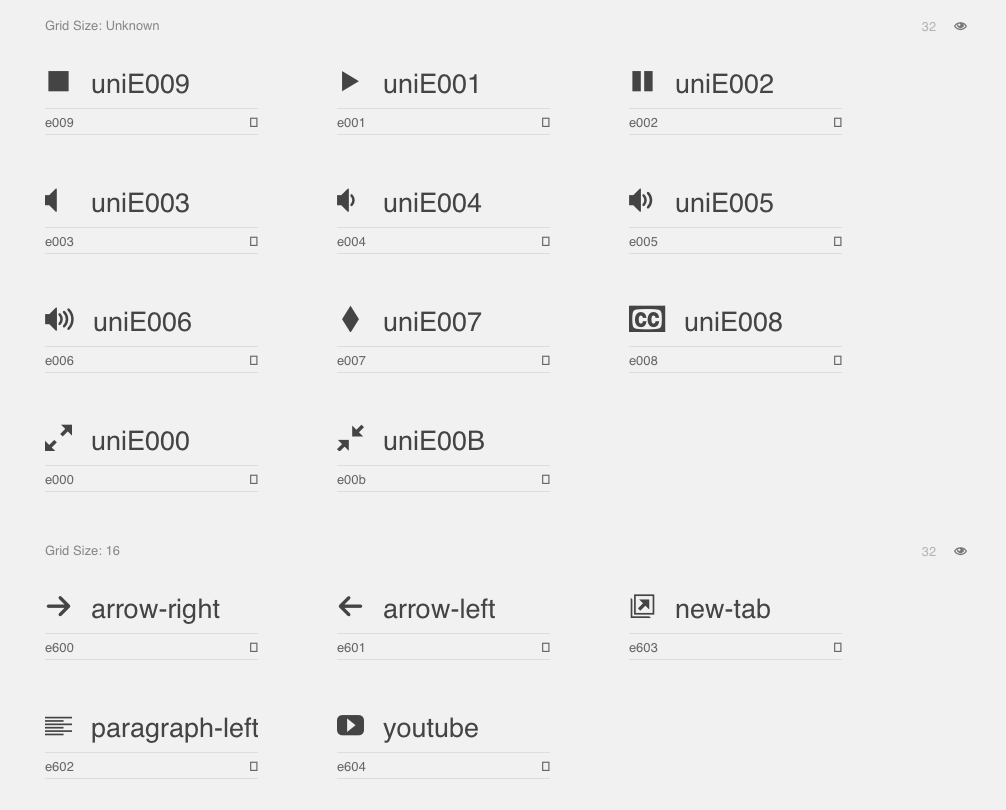 Grid Size: Unknown 32
uniE009 uniE001 uniE002
e009 e001 e002
uniE003 uniE004 uniE005
e003 e004 e005
uniE006 uniE007 CC uniE008
e006 e007 e008
uniE000 uniE00B
e000 e00b
Grid Size: 16 32
arrow-right arrow-left new-tab
e600 e601 e603
paragraph-left youtube
e602 e604